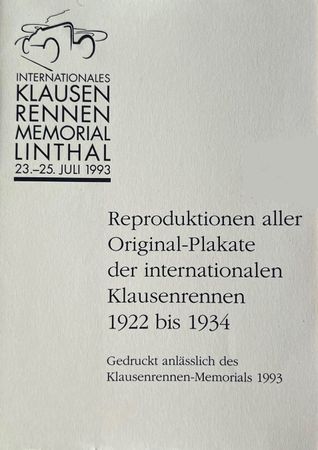 INTERNATIONALES
KLAUSEN
RENNEN
MEMORIAL
LINTHAL
23.–25. JULI 1993
Reproduktionen aller
Original-Plakate
der internationalen
Klausenrennen
1922 bis 1934
Gedruckt anlässlich des
Klausenrennen-Memorials 1993